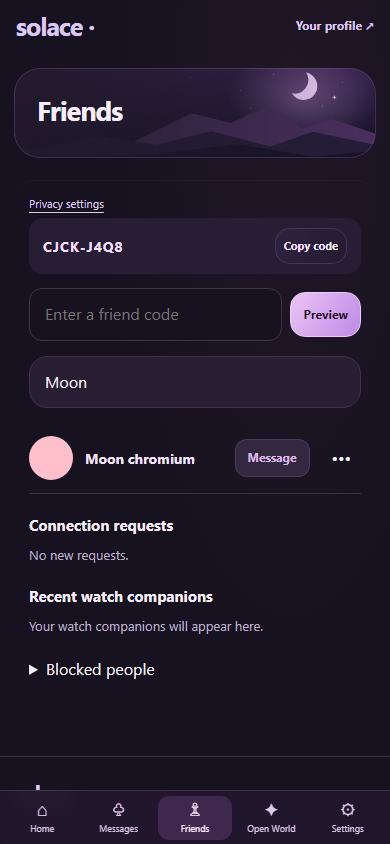 solace
Your profile ↗
Friends
Privacy settings
CJCK-J4Q8
Copy code
Enter a friend code
Preview
Moon
Moon chromium
Message
Connection requests
No new requests.
Recent watch companions
Your watch companions will appear here.
Blocked people
Home
Messages
Friends
Open World
Settings